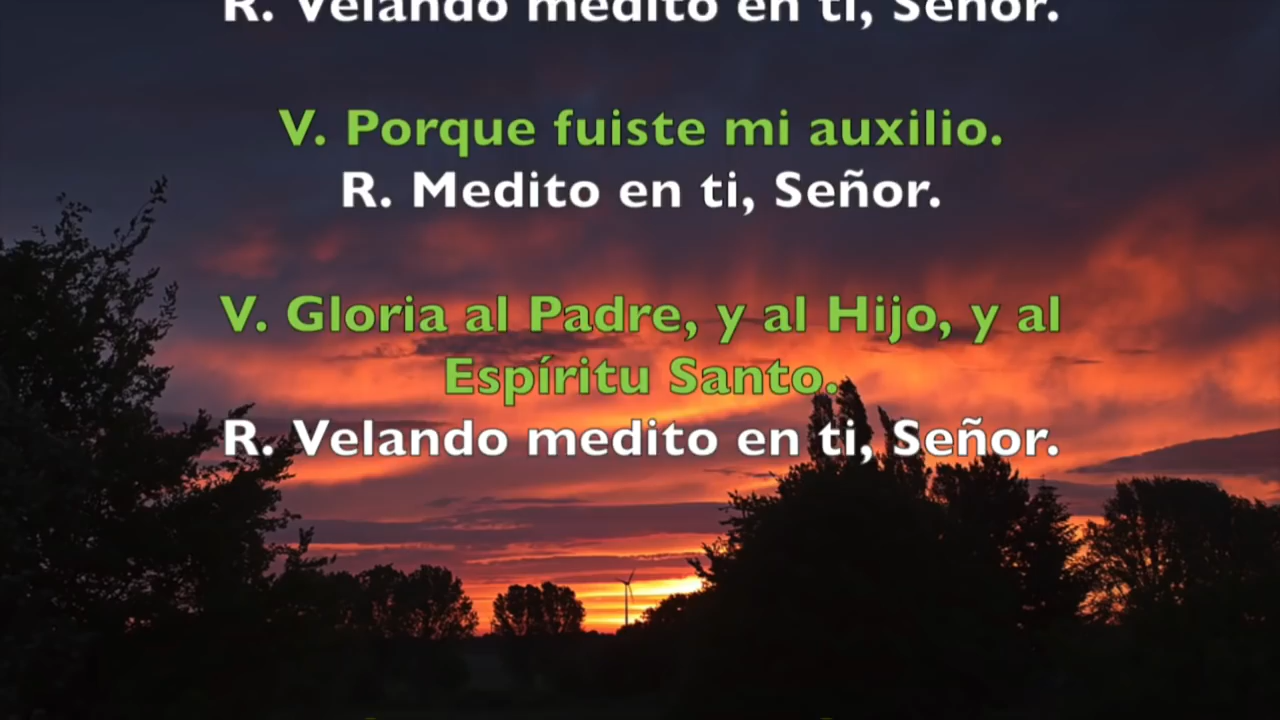 R. Velando medito en ti, Señor.
V. Porque fuiste mi auxilio.
R. Medito en ti, Señor.
V. Gloria al Padre, y al Hijo, y al
Espíritu Santo.
R. Velando medito en ti, Señor.